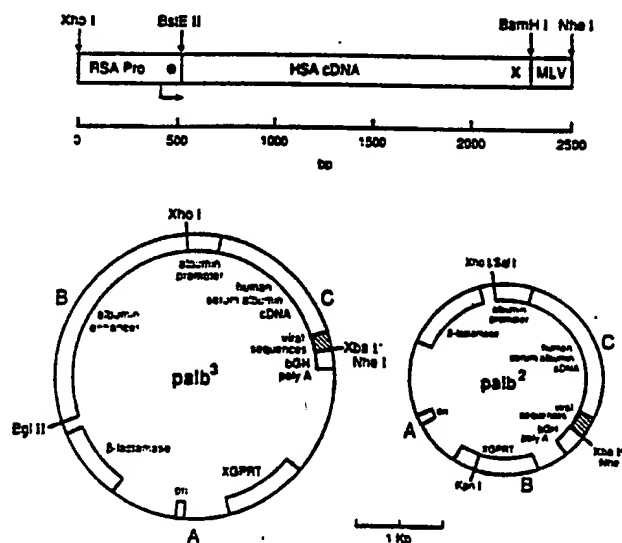 Xho I
BstE II
BamH I
Nhe I
RSA Pro
HSA cDNA
X
MLV
0
500
1000
1500
2000
2500
bp
Xho I
B
albumin
promoter
albumin
enhancer
human
serum albumin
cDNA
C
viral
sequences
bGH
poly A
Xba I
Nhe I
palb3
Bgl II
β-lactamase
ori
XGPRT
A
1 Kb
Xho I/Sal I
albumin
promoter
β-lactamase
human
serum albumin
cDNA
C
palb2
viral
sequences
bGH
poly A
Xba I
Nhe
ori
A
XGPRT
Kpn I
B